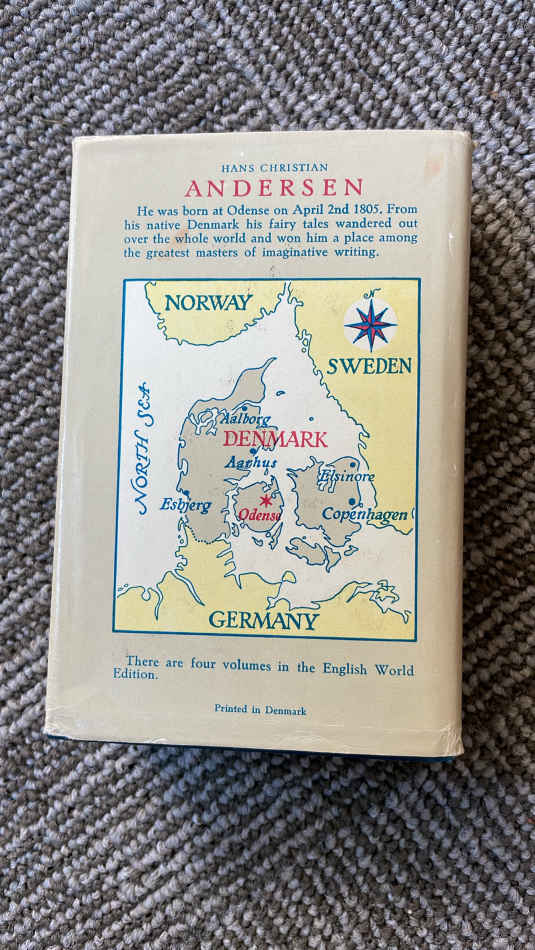 HANS CHRISTIAN
ANDERSEN
He was born at Odense on April 2nd 1805. From
his native Denmark his fairy tales wandered out
over the whole world and won him a place among
the greatest masters of imaginative writing.
N
NORWAY
SWEDEN
NORTH SEA
Aalborg
DENMARK
Aarhus
Elsinore
Esbjerg
Odense
Copenhagen
GERMANY
There are four volumes in the English World
Edition.
Printed in Denmark